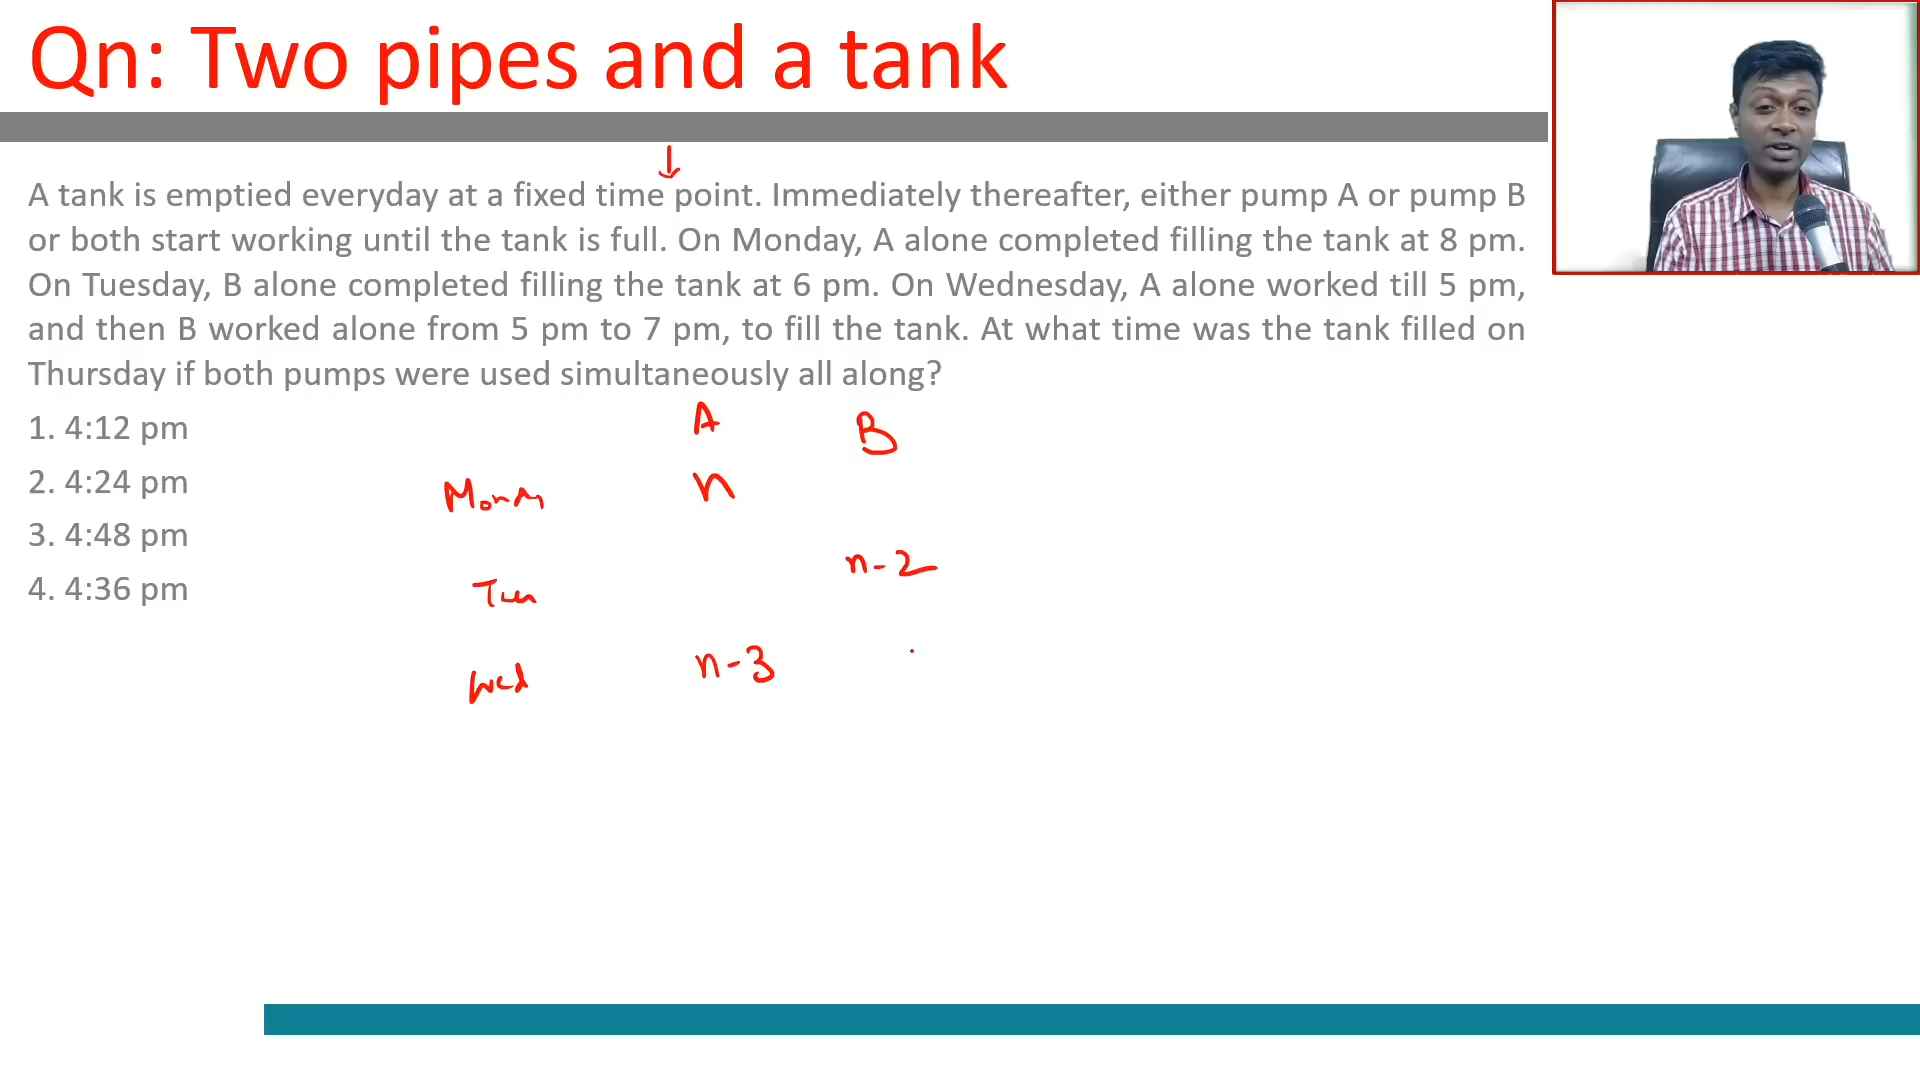 Qn: Two pipes and a tank
A tank is emptied everyday at a fixed time point. Immediately thereafter, either pump A or pump B
or both start working until the tank is full. On Monday, A alone completed filling the tank at 8 pm.
On Tuesday, B alone completed filling the tank at 6 pm. On Wednesday, A alone worked till 5 pm,
and then B worked alone from 5 pm to 7 pm, to fill the tank. At what time was the tank filled on
Thursday if both pumps were used simultaneously all along?
1. 4:12 pm
2. 4:24 pm
3. 4:48 pm
4. 4:36 pm
A B
n
n-2
Tue
Wed n-3